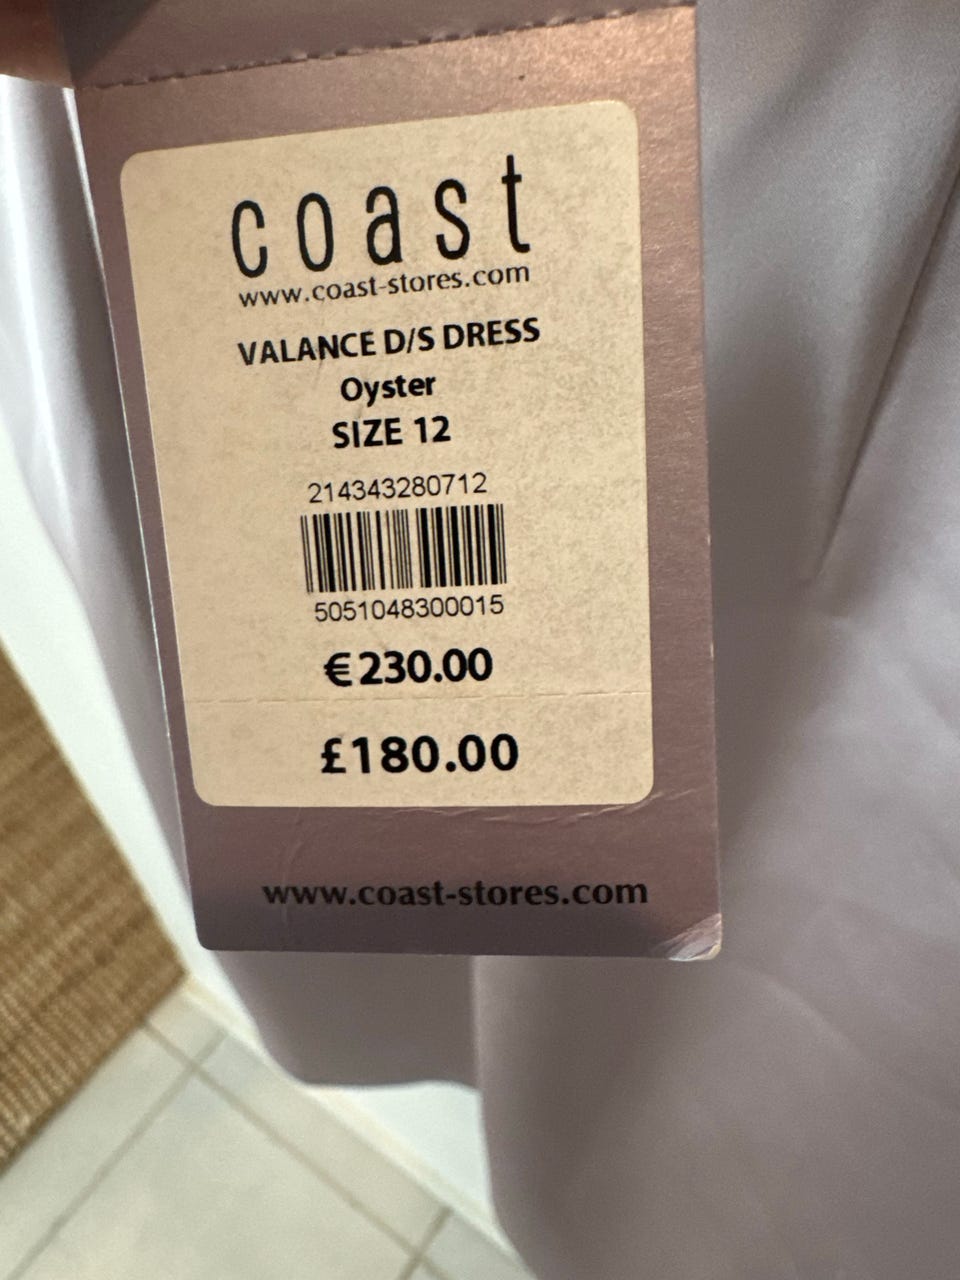 coast
www.coast-stores.com
VALANCE D/S DRESS
Oyster
SIZE 12
214343280712
5051048300015
€230.00
£180.00
www.coast-stores.com